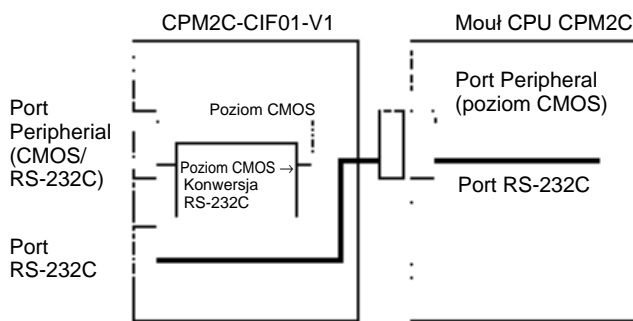 CPM2C-CIF01-V1
Mouł CPU CPM2C
Port
Peripherial
(CMOS/
RS-232C)
Poziom CMOS
Poziom CMOS →
Konwersja
RS-232C
Port
RS-232C
Port Peripheral
(poziom CMOS)
Port RS-232C